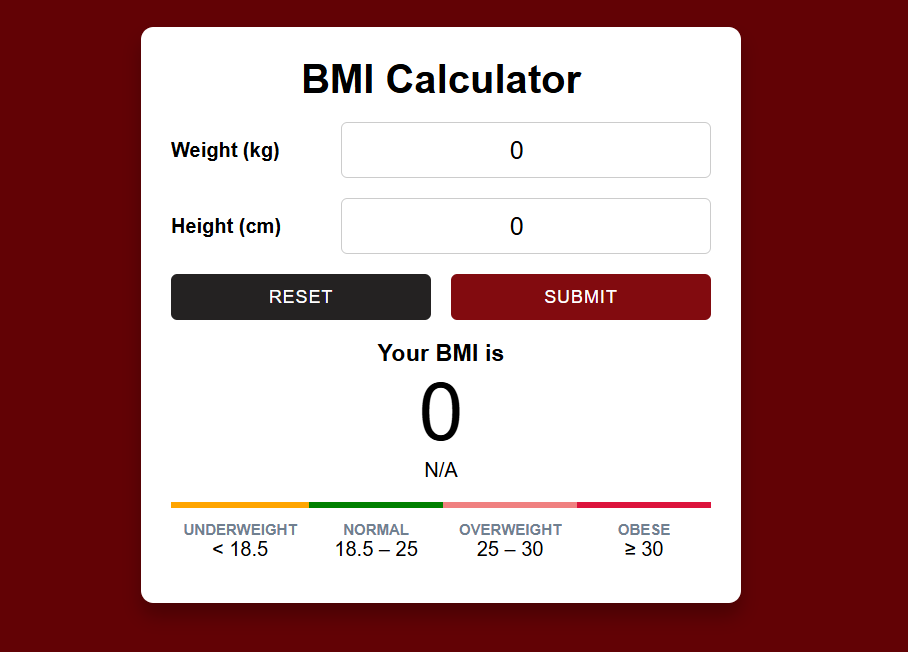 BMI Calculator
Weight (kg) 0
Height (cm) 0
RESET SUBMIT
Your BMI is
0
N/A
UNDERWEIGHT NORMAL OVERWEIGHT OBESE
< 18.5 18.5 – 25 25 – 30 ≥ 30